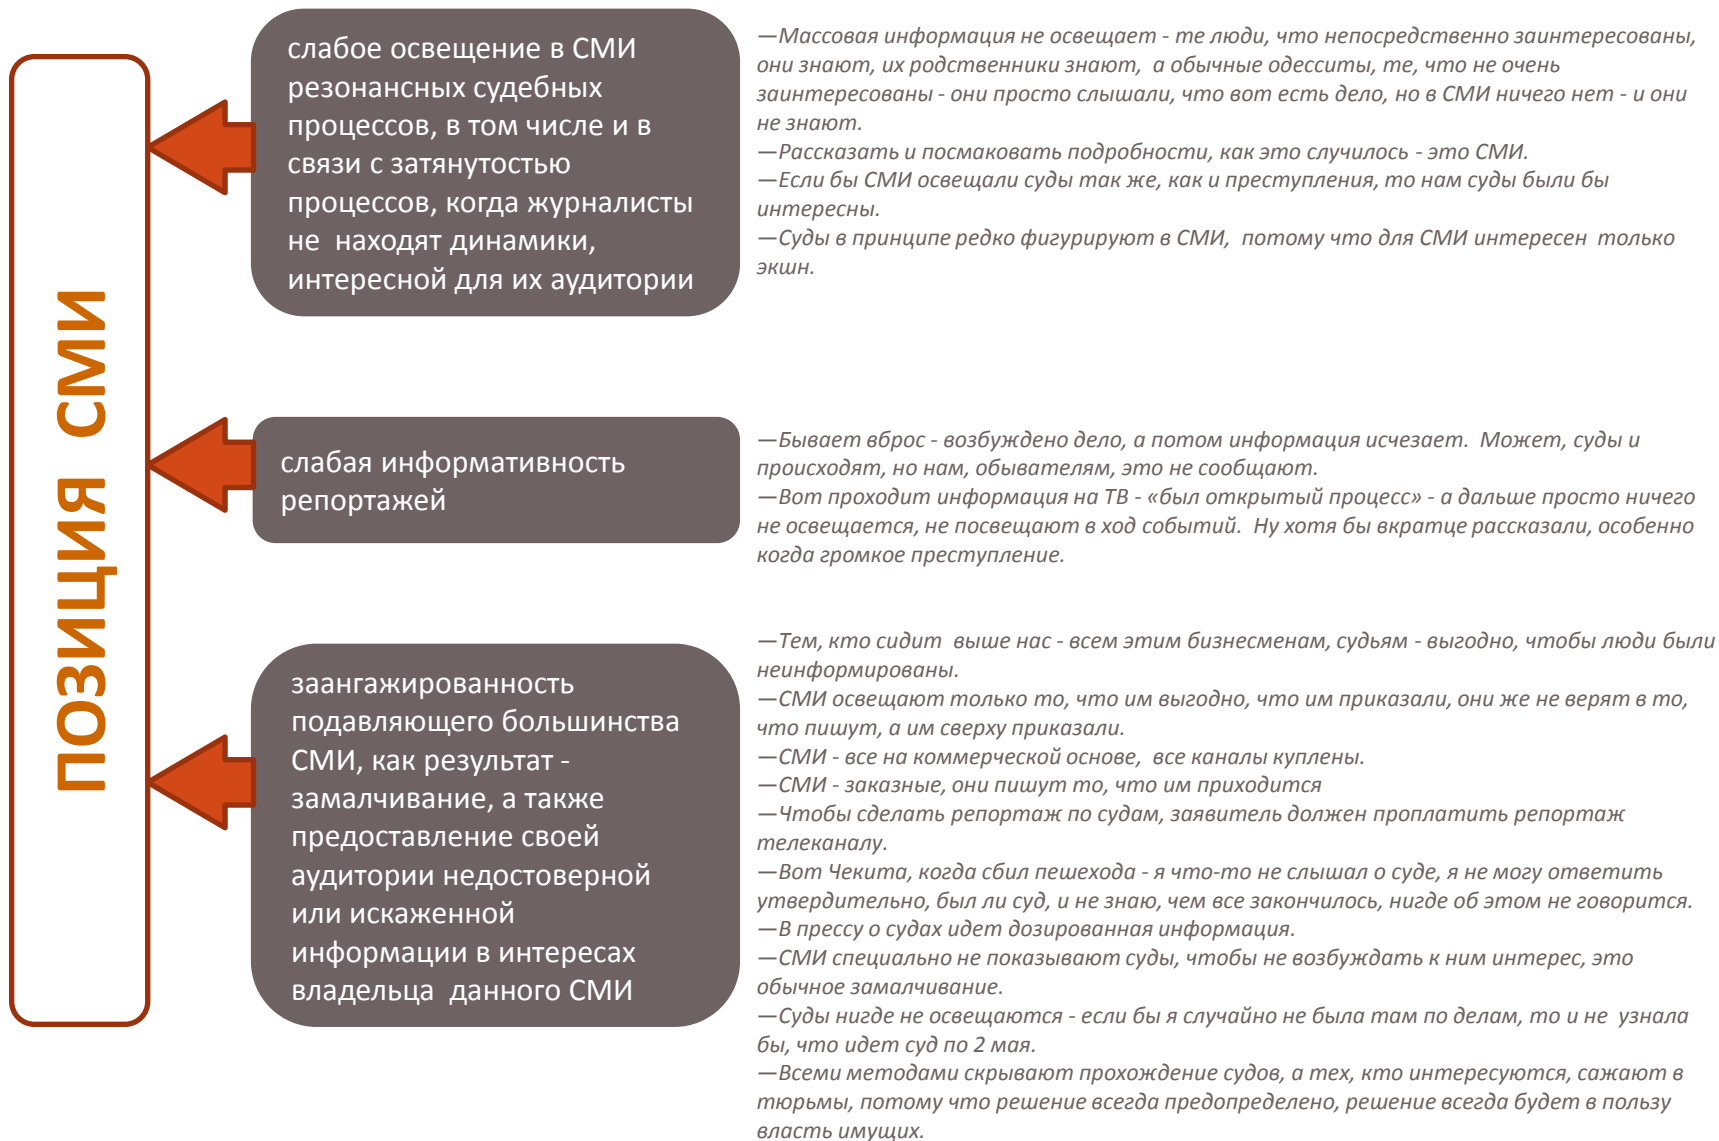 ПОЗИЦИЯ СМИ
слабое освещение в СМИ
резонансных судебных
процессов, в том числе и в
связи с затянутостью
процессов, когда журналисты
не находят динамики,
интересной для их аудитории
—Массовая информация не освещает - те люди, что непосредственно заинтересованы,
они знают, их родственники знают, а обычные одесситы, те, что не очень
заинтересованы - они просто слышали, что вот есть дело, но в СМИ ничего нет - и они
не знают.
—Рассказать и посмаковать подробности, как это случилось - это СМИ.
—Если бы СМИ освещали суды так же, как и преступления, то нам суды были бы
интересны.
—Суды в принципе редко фигурируют в СМИ, потому что для СМИ интересен только
экшн.
слабая информативность
репортажей
—Бывает вброс - возбуждено дело, а потом информация исчезает. Может, суды и
происходят, но нам, обывателям, это не сообщают.
—Вот проходит информация на ТВ - «был открытый процесс» - а дальше просто ничего
не освещается, не посвещают в ход событий. Ну хотя бы вкратце рассказали, особенно
когда громкое преступление.
заангажированность
подавляющего большинства
СМИ, как результат -
замалчивание, а также
предоставление своей
аудитории недостоверной
или искаженной
информации в интересах
владельца данного СМИ
—Тем, кто сидит выше нас - всем этим бизнесменам, судьям - выгодно, чтобы люди были
неинформированы.
—СМИ освещают только то, что им выгодно, что им приказали, они же не верят в то,
что пишут, а им сверху приказали.
—СМИ - все на коммерческой основе, все каналы куплены.
—СМИ - заказные, они пишут то, что им приходится
—Чтобы сделать репортаж по судам, заявитель должен проплатить репортаж
телеканалу.
—Вот Чекита, когда сбил пешехода - я что-то не слышал о суде, я не могу ответить
утвердительно, был ли суд, и не знаю, чем все закончилось, нигде об этом не говорится.
—В прессу о судах идет дозированная информация.
—СМИ специально не показывают суды, чтобы не возбуждать к ним интерес, это
обычное замалчивание.
—Суды нигде не освещаются - если бы я случайно не была там по делам, то и не узнала
бы, что идет суд по 2 мая.
—Всеми методами скрывают прохождение судов, а тех, кто интересуются, сажают в
тюрьмы, потому что решение всегда предопределено, решение всегда будет в пользу
власть имущих.